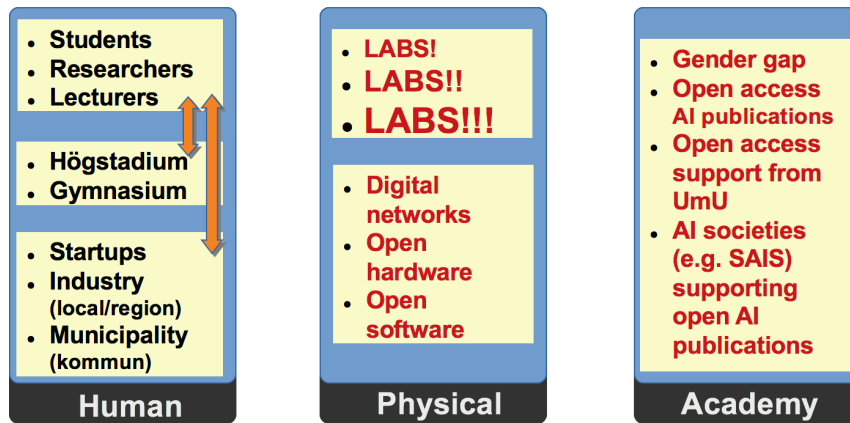 Students
Researchers
Lecturers
Högstadium
Gymnasium
Startups
Industry
(local/region)
Municipality
(kommun)
Human
LABS!
LABS!!
LABS!!!
Digital
networks
Open
hardware
Open
software
Physical
Gender gap
Open access
AI publications
Open access
support from
UmU
AI societies
(e.g. SAIS)
supporting
open AI
publications
Academy